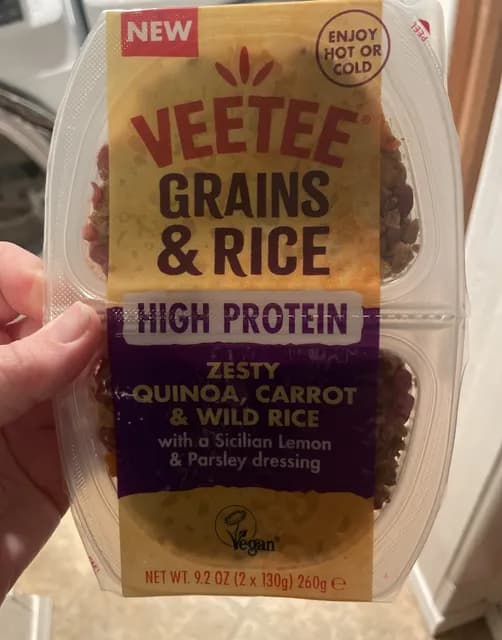 NEW
ENJOY
HOT OR
COLD
PEEL
VEETEE®
GRAINS
& RICE
HIGH PROTEIN
ZESTY
QUINOA, CARROT
& WILD RICE
with a Sicilian Lemon
& Parsley dressing
Vegan
NET WT. 9.2 OZ (2 x 130g) 260g ℮